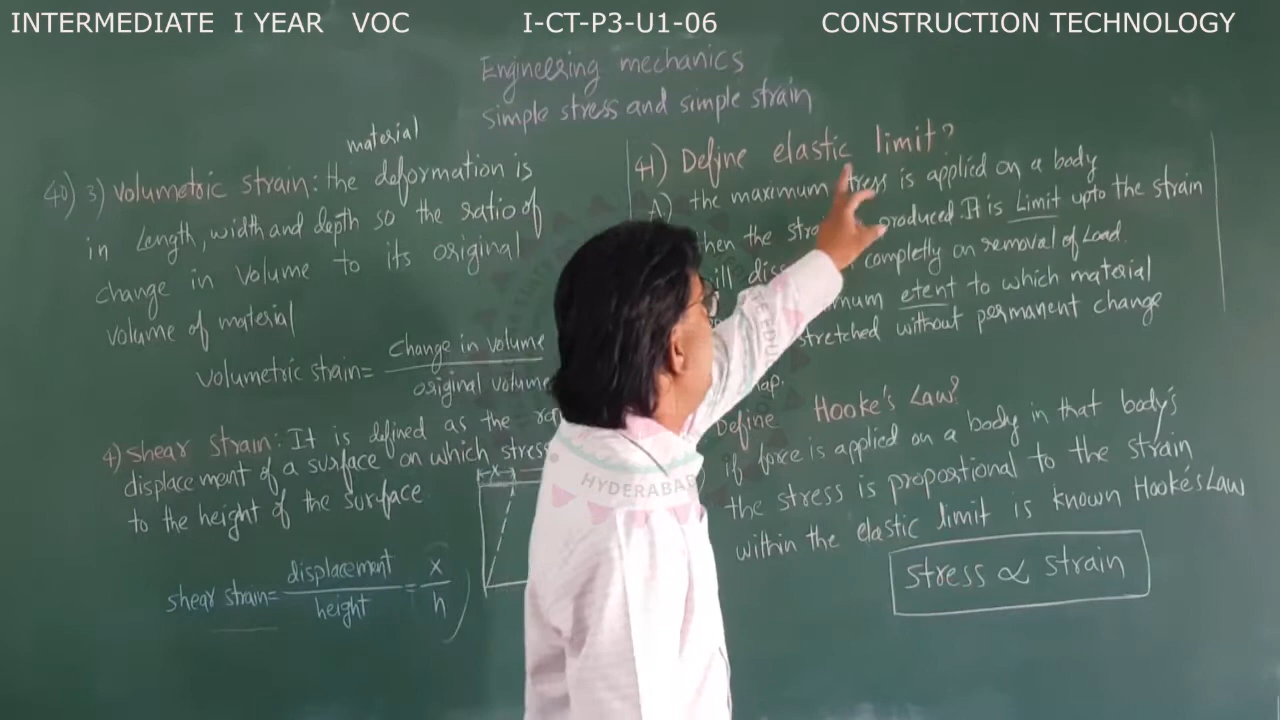 INTERMEDIATE I YEAR VOC I-CT-P3-U1-06 CONSTRUCTION TECHNOLOGY
Engineering mechanics
simple stress and simple strain
material
40) 3) Volumetric strain: the deformation is
in Length, width and depth so the ratio of
change in volume to its original
volume of material
Volumetric strain= change in volume
original volume
4) shear strain: It is defined as the
displacement of a surface on which stress
to the height of the surface
shear strain= displacement = x
height h
x
41) Define elastic limit?
A) the maximum stress is applied on a body
the produced. It is Limit upto the strain
completly on removal of Load.
etent to which material
stretched without permanent change
Define Hooke's Law?
if force is applied on a body in that body's
the stress is propostional to the strain
within the elastic limit is known Hooke's Law
stress ∝ strain
HYDERABAD